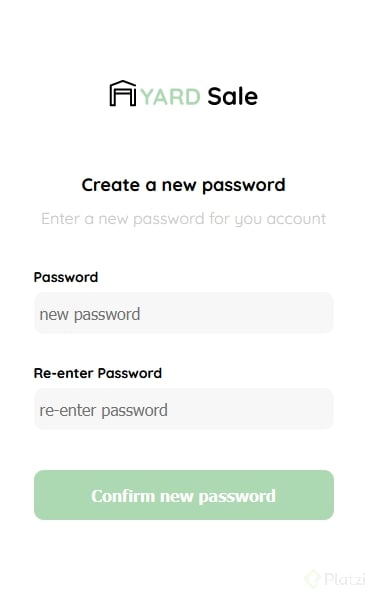 YARD Sale
Create a new password
Enter a new password for you account
Password
new password
Re-enter Password
re-enter password
Confirm new password
Platzi